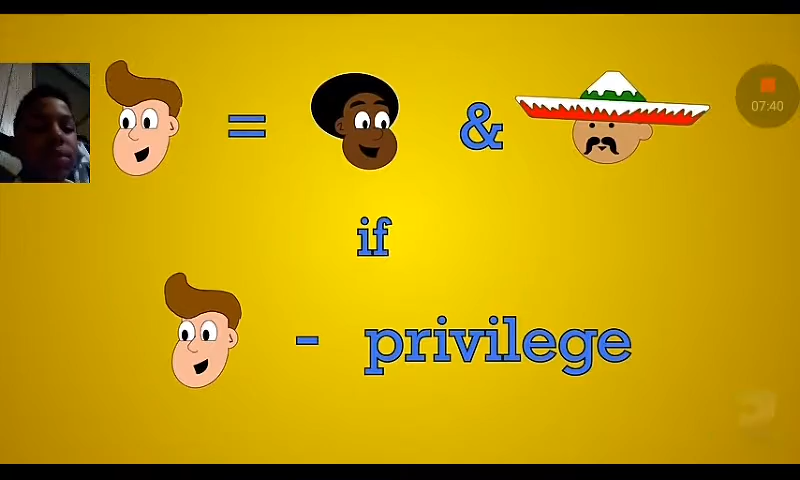 = &
07:40
if
- privilege